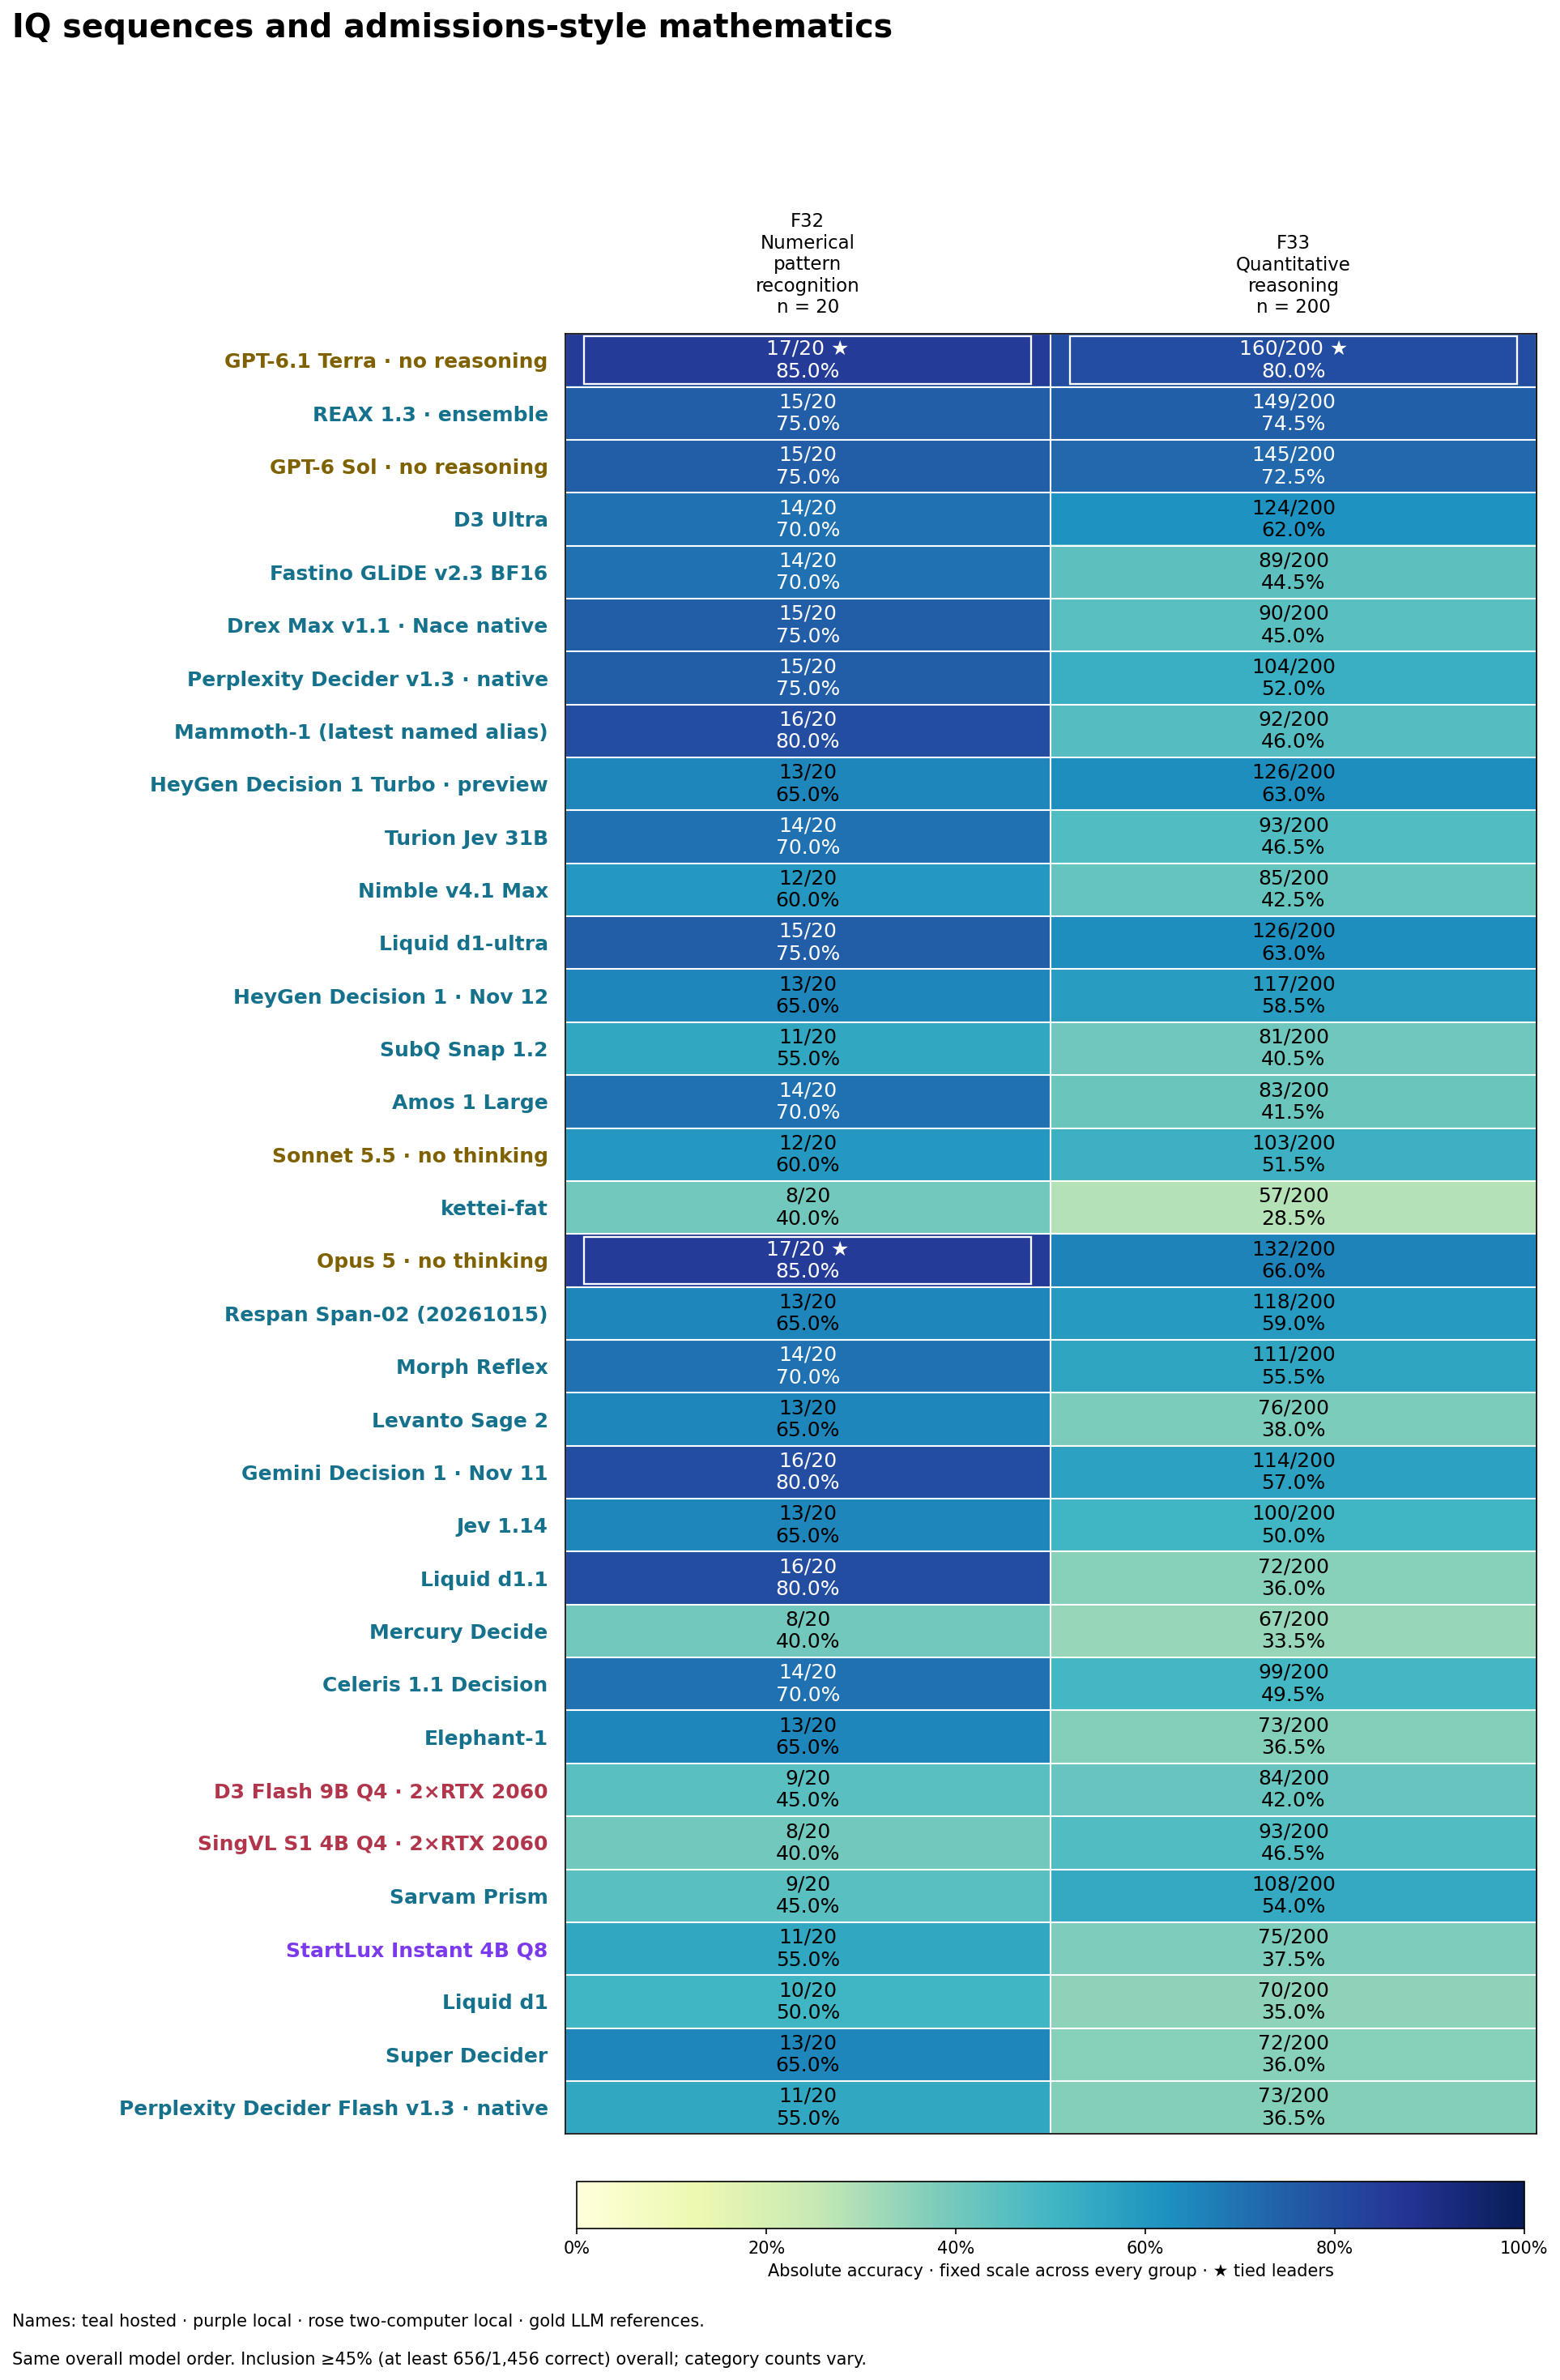 IQ sequences and admissions-style mathematics
F32
Numerical
pattern
recognition
n = 20
F33
Quantitative
reasoning
n = 200
GPT-6.1 Terra · no reasoning
17/20 ★
85.0%
160/200 ★
80.0%
REAX 1.3 · ensemble
15/20
75.0%
149/200
74.5%
GPT-6 Sol · no reasoning
15/20
75.0%
145/200
72.5%
D3 Ultra
14/20
70.0%
124/200
62.0%
Fastino GLiDE v2.3 BF16
14/20
70.0%
89/200
44.5%
Drex Max v1.1 · Nace native
15/20
75.0%
90/200
45.0%
Perplexity Decider v1.3 · native
15/20
75.0%
104/200
52.0%
Mammoth-1 (latest named alias)
16/20
80.0%
92/200
46.0%
HeyGen Decision 1 Turbo · preview
13/20
65.0%
126/200
63.0%
Turion Jev 31B
14/20
70.0%
93/200
46.5%
Nimble v4.1 Max
12/20
60.0%
85/200
42.5%
Liquid d1-ultra
15/20
75.0%
126/200
63.0%
HeyGen Decision 1 · Nov 12
13/20
65.0%
117/200
58.5%
SubQ Snap 1.2
11/20
55.0%
81/200
40.5%
Amos 1 Large
14/20
70.0%
83/200
41.5%
Sonnet 5.5 · no thinking
12/20
60.0%
103/200
51.5%
kettei-fat
8/20
40.0%
57/200
28.5%
Opus 5 · no thinking
17/20 ★
85.0%
132/200
66.0%
Respan Span-02 (20261015)
13/20
65.0%
118/200
59.0%
Morph Reflex
14/20
70.0%
111/200
55.5%
Levanto Sage 2
13/20
65.0%
76/200
38.0%
Gemini Decision 1 · Nov 11
16/20
80.0%
114/200
57.0%
Jev 1.14
13/20
65.0%
100/200
50.0%
Liquid d1.1
16/20
80.0%
72/200
36.0%
Mercury Decide
8/20
40.0%
67/200
33.5%
Celeris 1.1 Decision
14/20
70.0%
99/200
49.5%
Elephant-1
13/20
65.0%
73/200
36.5%
D3 Flash 9B Q4 · 2×RTX 2060
9/20
45.0%
84/200
42.0%
SingVL S1 4B Q4 · 2×RTX 2060
8/20
40.0%
93/200
46.5%
Sarvam Prism
9/20
45.0%
108/200
54.0%
StartLux Instant 4B Q8
11/20
55.0%
75/200
37.5%
Liquid d1
10/20
50.0%
70/200
35.0%
Super Decider
13/20
65.0%
72/200
36.0%
Perplexity Decider Flash v1.3 · native
11/20
55.0%
73/200
36.5%
0% 20% 40% 60% 80% 100%
Absolute accuracy · fixed scale across every group · ★ tied leaders
Names: teal hosted · purple local · rose two-computer local · gold LLM references.
Same overall model order. Inclusion ≥45% (at least 656/1,456 correct) overall; category counts vary.